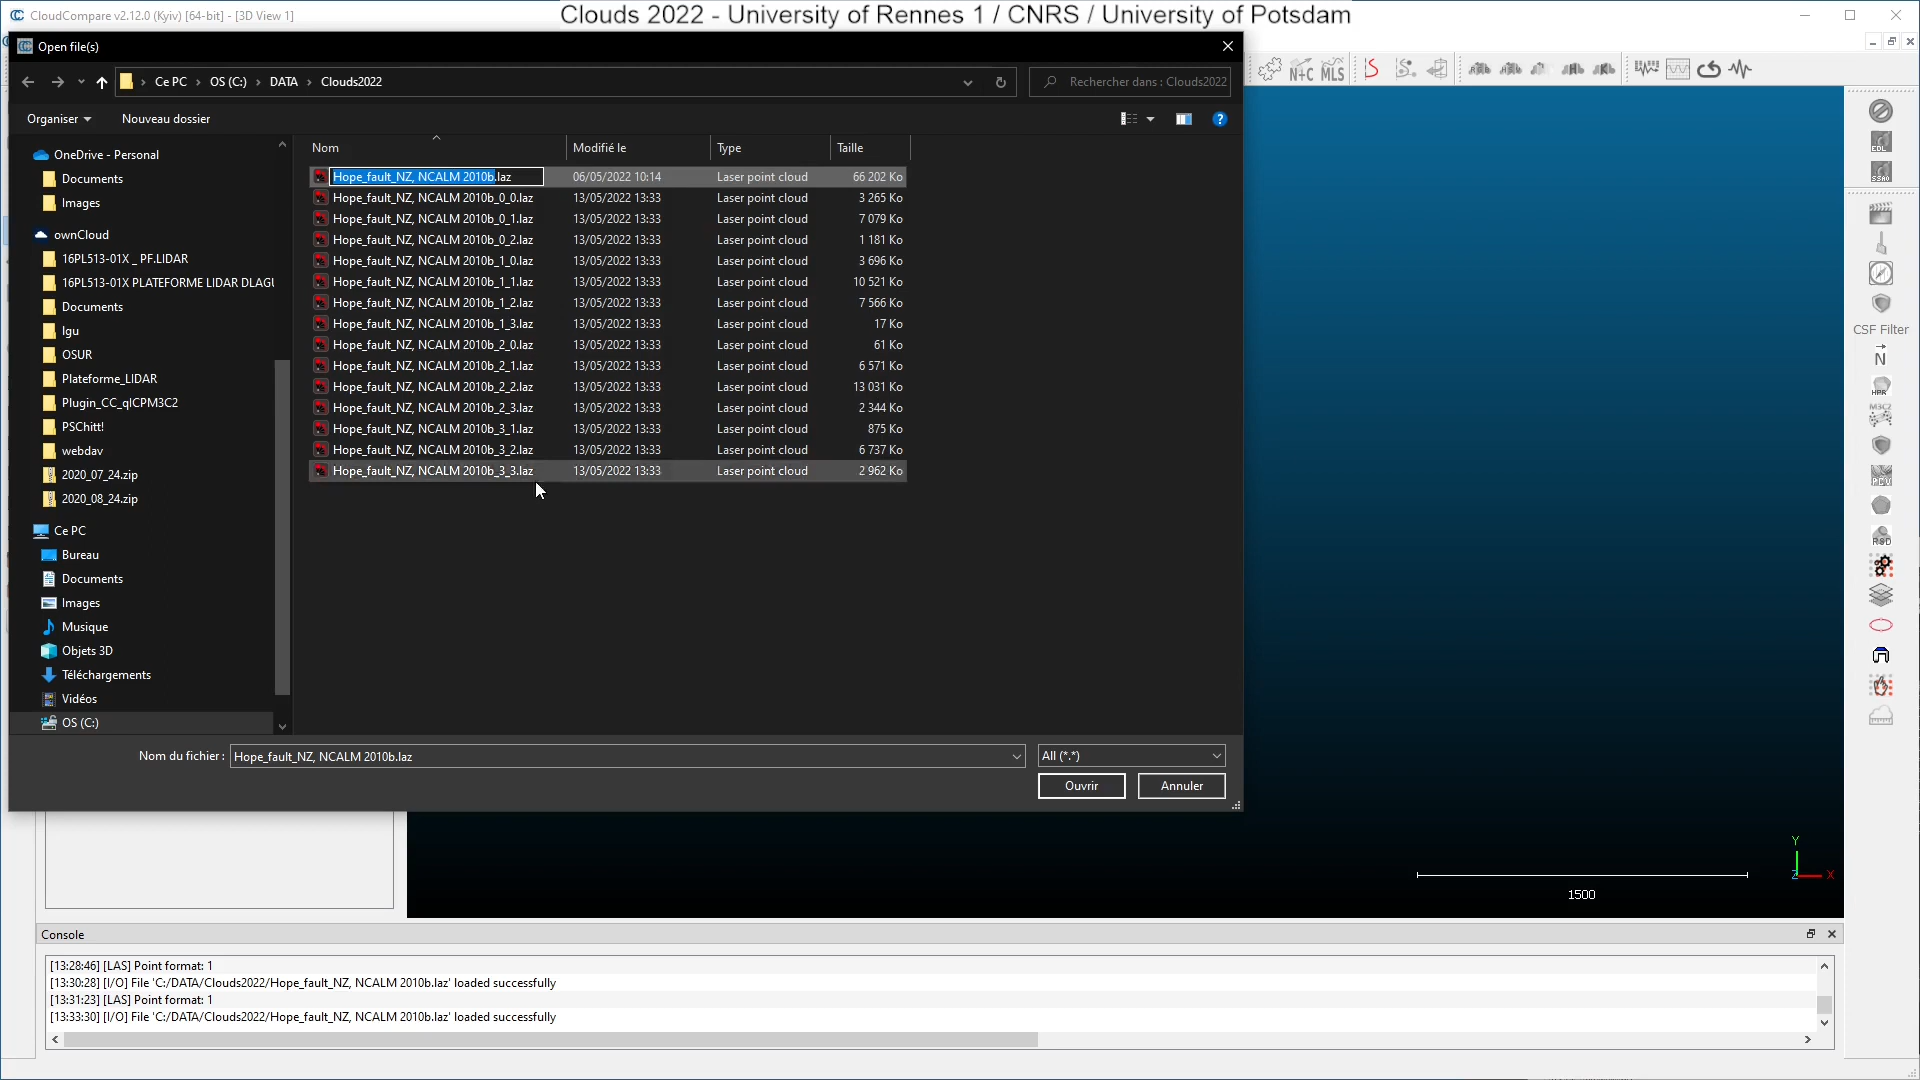 CloudCompare v2.12.0 (Kyiv) [64-bit] - [3D View 1]
Clouds 2022 - University of Rennes 1 / CNRS / University of Potsdam
Open file(s)
Ce PC
OS (C:)
DATA
Clouds2022
Rechercher dans : Clouds2022
N+C
MLS
Organiser
Nouveau dossier
?
Nom
Modifié le
Type
Taille
OneDrive - Personal
Documents
Images
ownCloud
16PL513-01X _ PF.LIDAR
16PL513-01X PLATEFORME LIDAR DLAGU
Documents
Igu
OSUR
Plateforme_LIDAR
Plugin_CC_qICPM3C2
PSChitt!
webdav
2020_07_24.zip
2020_08_24.zip
Ce PC
Bureau
Documents
Images
Musique
Objets 3D
Téléchargements
Vidéos
OS (C:)
Hope_fault_NZ, NCALM 2010b.laz 06/05/2022 10:14 Laser point cloud 66 202 Ko
Hope_fault_NZ, NCALM 2010b_0_0.laz 13/05/2022 13:33 Laser point cloud 3 265 Ko
Hope_fault_NZ, NCALM 2010b_0_1.laz 13/05/2022 13:33 Laser point cloud 7 079 Ko
Hope_fault_NZ, NCALM 2010b_0_2.laz 13/05/2022 13:33 Laser point cloud 1 181 Ko
Hope_fault_NZ, NCALM 2010b_1_0.laz 13/05/2022 13:33 Laser point cloud 3 696 Ko
Hope_fault_NZ, NCALM 2010b_1_1.laz 13/05/2022 13:33 Laser point cloud 10 521 Ko
Hope_fault_NZ, NCALM 2010b_1_2.laz 13/05/2022 13:33 Laser point cloud 7 566 Ko
Hope_fault_NZ, NCALM 2010b_1_3.laz 13/05/2022 13:33 Laser point cloud 17 Ko
Hope_fault_NZ, NCALM 2010b_2_0.laz 13/05/2022 13:33 Laser point cloud 61 Ko
Hope_fault_NZ, NCALM 2010b_2_1.laz 13/05/2022 13:33 Laser point cloud 6 571 Ko
Hope_fault_NZ, NCALM 2010b_2_2.laz 13/05/2022 13:33 Laser point cloud 13 031 Ko
Hope_fault_NZ, NCALM 2010b_2_3.laz 13/05/2022 13:33 Laser point cloud 2 344 Ko
Hope_fault_NZ, NCALM 2010b_3_1.laz 13/05/2022 13:33 Laser point cloud 875 Ko
Hope_fault_NZ, NCALM 2010b_3_2.laz 13/05/2022 13:33 Laser point cloud 6 737 Ko
Hope_fault_NZ, NCALM 2010b_3_3.laz 13/05/2022 13:33 Laser point cloud 2 962 Ko
Nom du fichier : Hope_fault_NZ, NCALM 2010b.laz
All (*.*)
Ouvrir
Annuler
EDL
SSAO
CSF Filter
N
HPR
M3C2
PCV
RSD
Y
Z
X
1500
Console
[13:28:46] [LAS] Point format: 1
[13:30:28] [I/O] File 'C:/DATA/Clouds2022/Hope_fault_NZ, NCALM 2010b.laz' loaded successfully
[13:31:23] [LAS] Point format: 1
[13:33:30] [I/O] File 'C:/DATA/Clouds2022/Hope_fault_NZ, NCALM 2010b.laz' loaded successfully